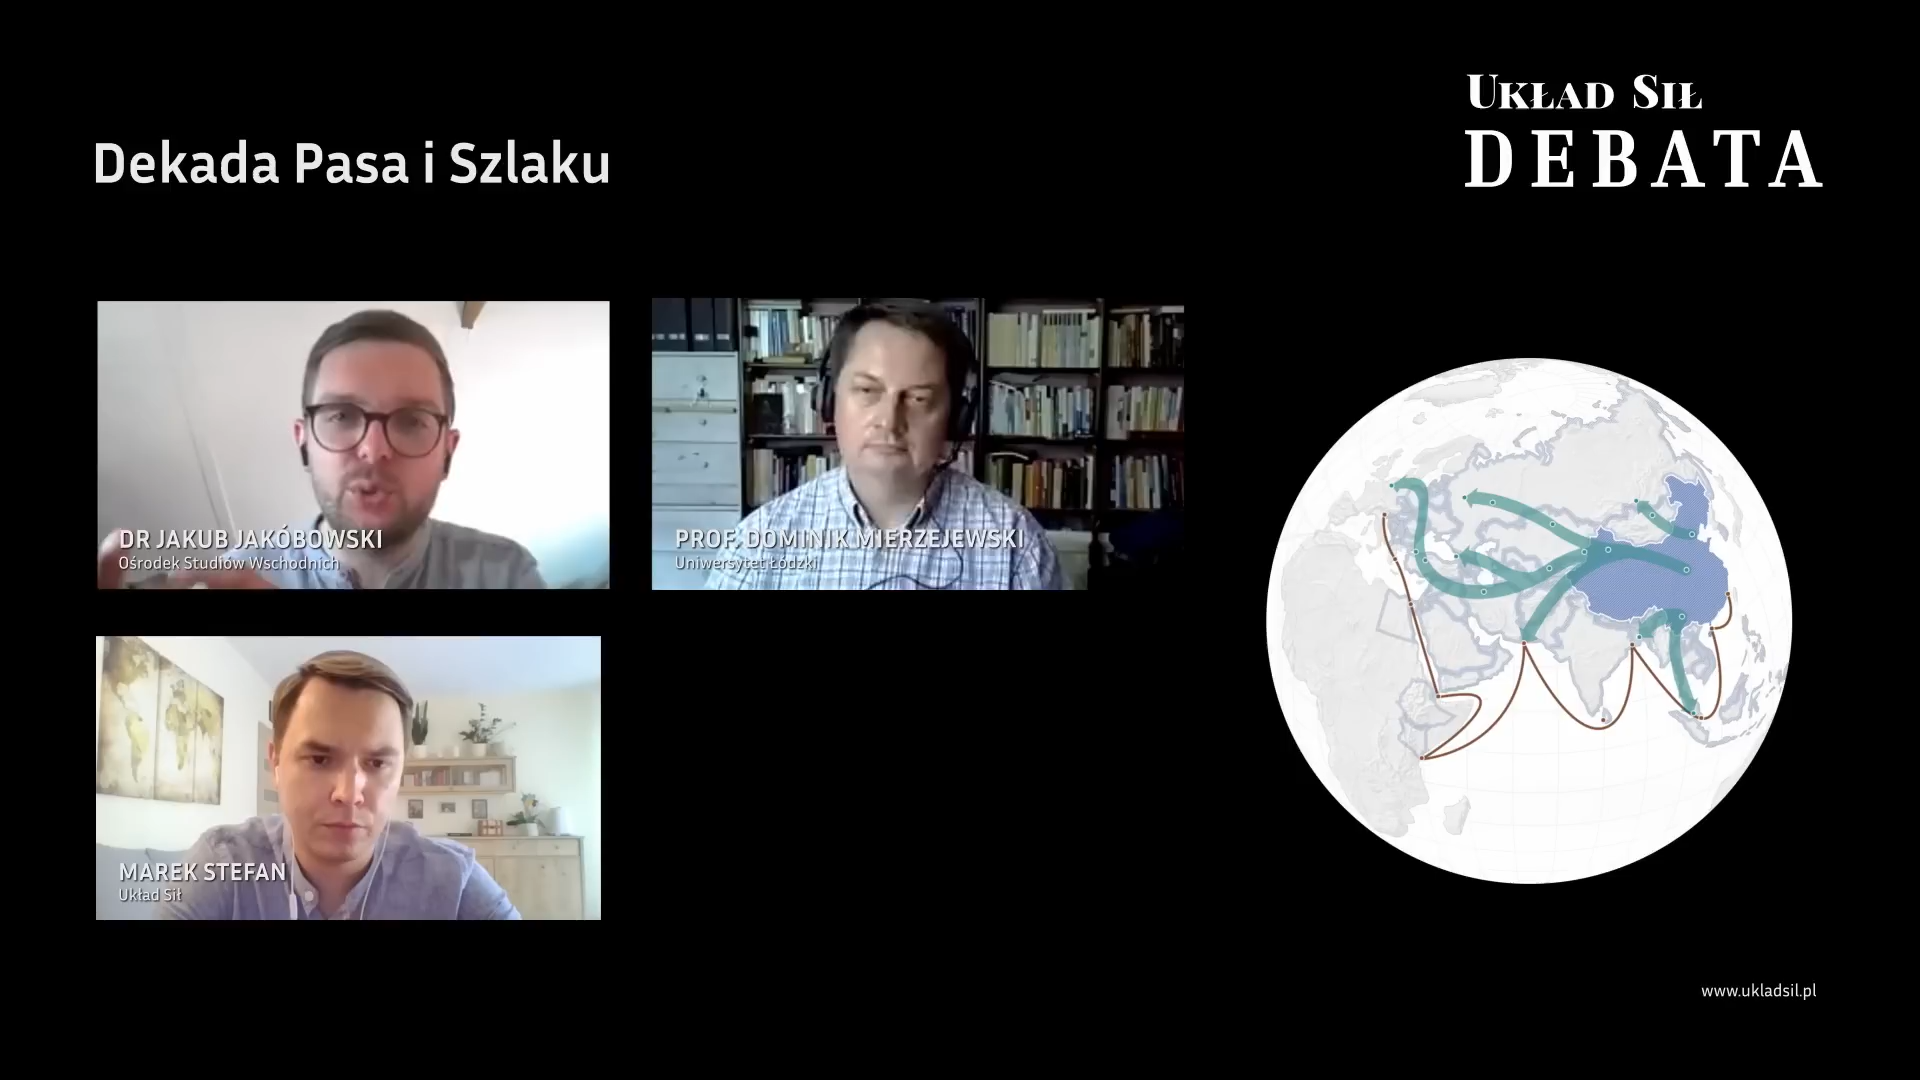 Układ Sił
DEBATA
Dekada Pasa i Szlaku
DR JAKUB JAKÓBOWSKI
Ośrodek Studiów Wschodnich
PROF. DOMINIK MIERZEJEWSKI
Uniwersytet Łódzki
MAREK STEFAN
Układ Sił
www.ukladsil.pl